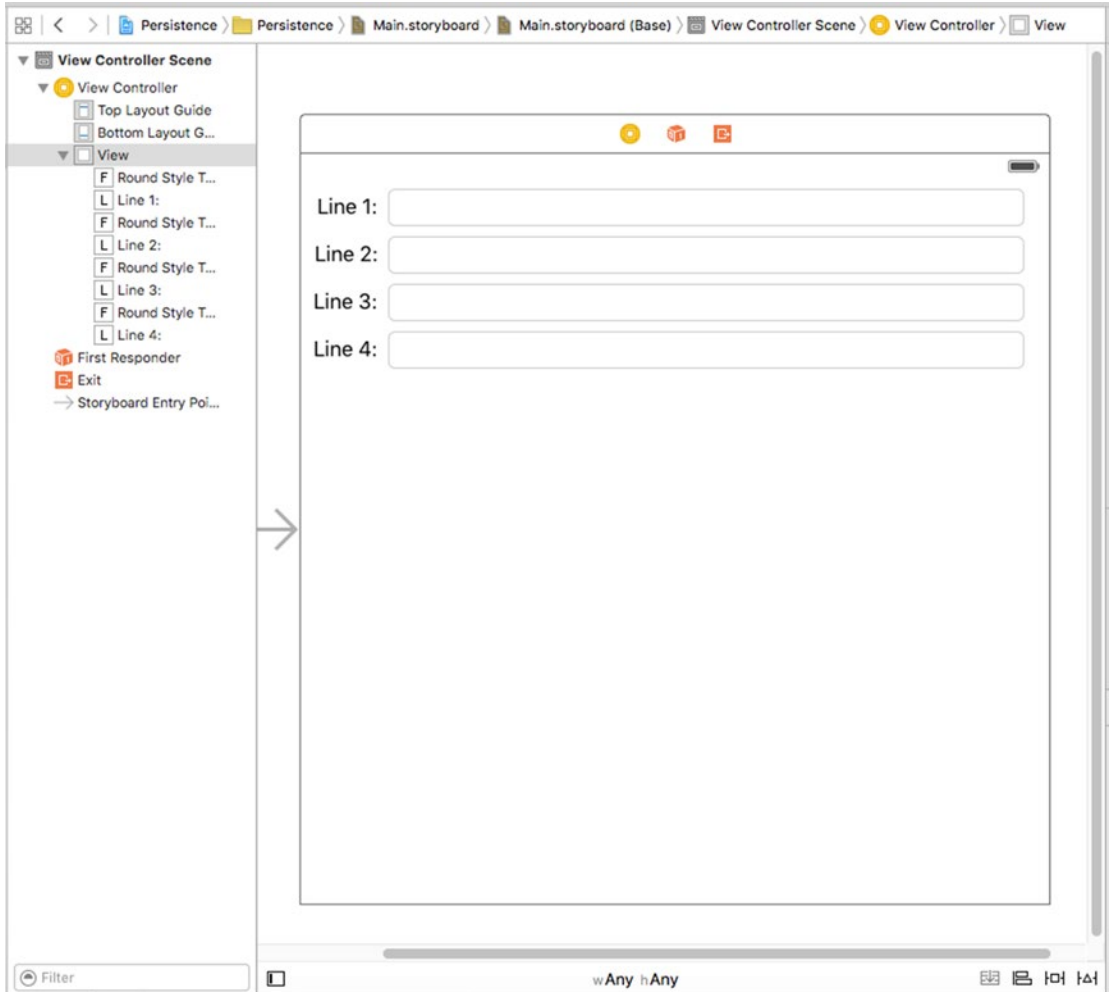 Persistence Persistence Main.storyboard Main.storyboard (Base) View Controller Scene View Controller View
View Controller Scene
View Controller
Top Layout Guide
Bottom Layout G...
View
F Round Style T...
L Line 1:
F Round Style T...
L Line 2:
F Round Style T...
L Line 3:
F Round Style T...
L Line 4:
First Responder
Exit
Storyboard Entry Poi...
Filter
Line 1:
Line 2:
Line 3:
Line 4:
wAny hAny